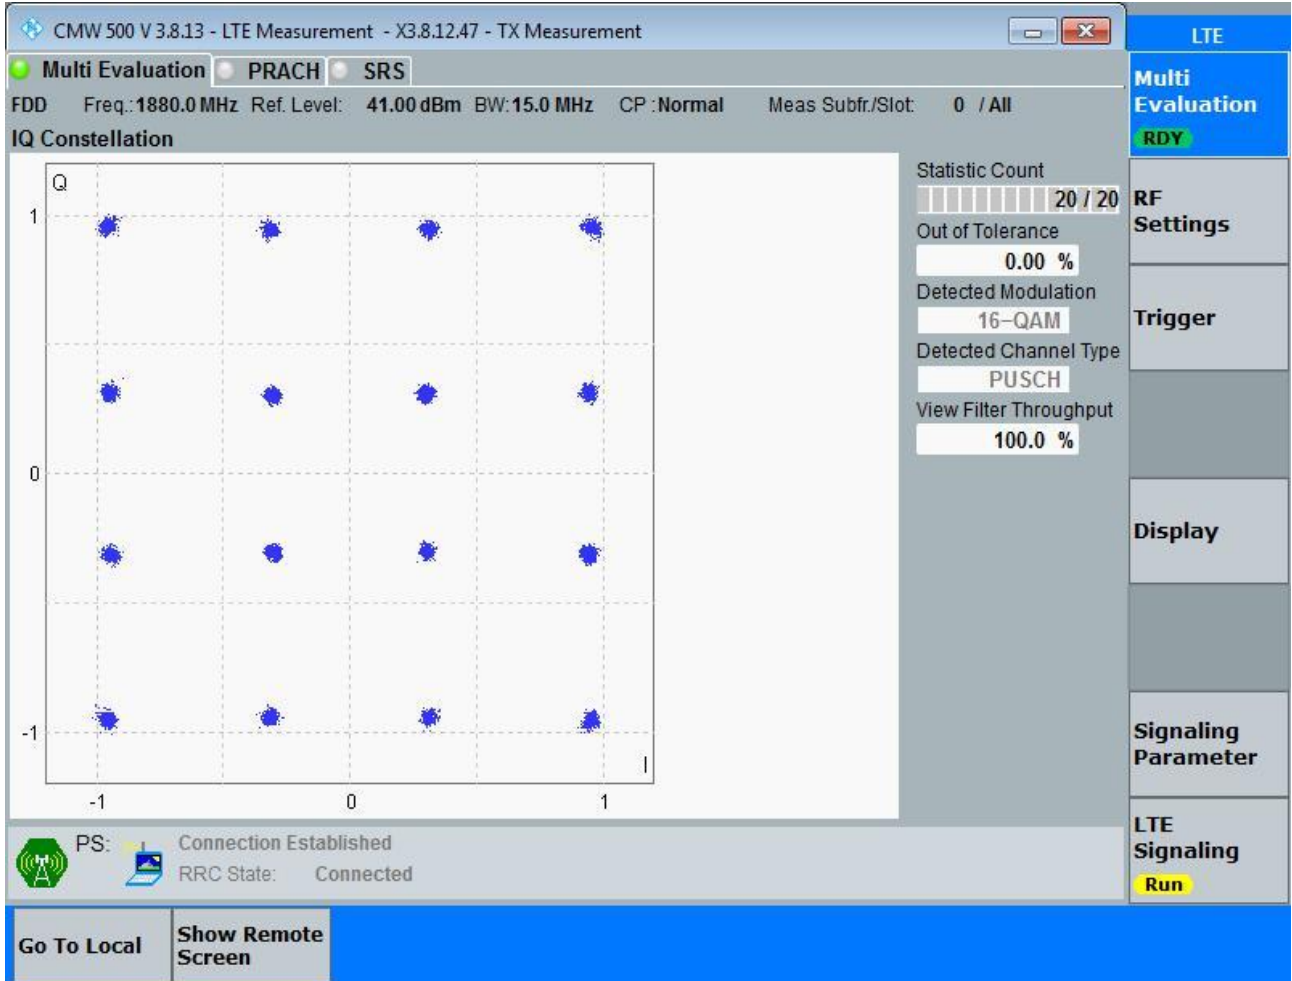 CMW 500 V 3.8.13 - LTE Measurement - X3.8.12.47 - TX Measurement
LTE
Multi Evaluation PRACH SRS
FDD Freq.:1880.0 MHz Ref. Level: 41.00 dBm BW:15.0 MHz CP :Normal Meas Subfr./Slot: 0 / All
IQ Constellation
Q
1
0
-1
I
-1 0 1
Statistic Count
20 / 20
Out of Tolerance
0.00 %
Detected Modulation
16-QAM
Detected Channel Type
PUSCH
View Filter Throughput
100.0 %
Multi
Evaluation
RDY
RF
Settings
Trigger
Display
Signaling
Parameter
LTE
Signaling
Run
PS: Connection Established
RRC State: Connected
Go To Local
Show Remote
Screen